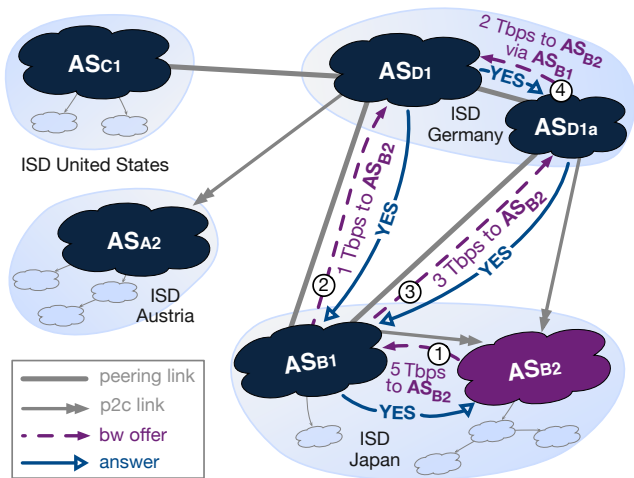 ASC1
ISD United States
ASD1
2 Tbps to ASB2
via ASB1
YES
4
ISD
Germany
ASD1a
ASA2
ISD
Austria
2
1 Tbps to ASB2
YES
3
3 Tbps to ASB2
YES
ASB1
1
5 Tbps
to ASB2
YES
ASB2
ISD
Japan
peering link
p2c link
bw offer
answer